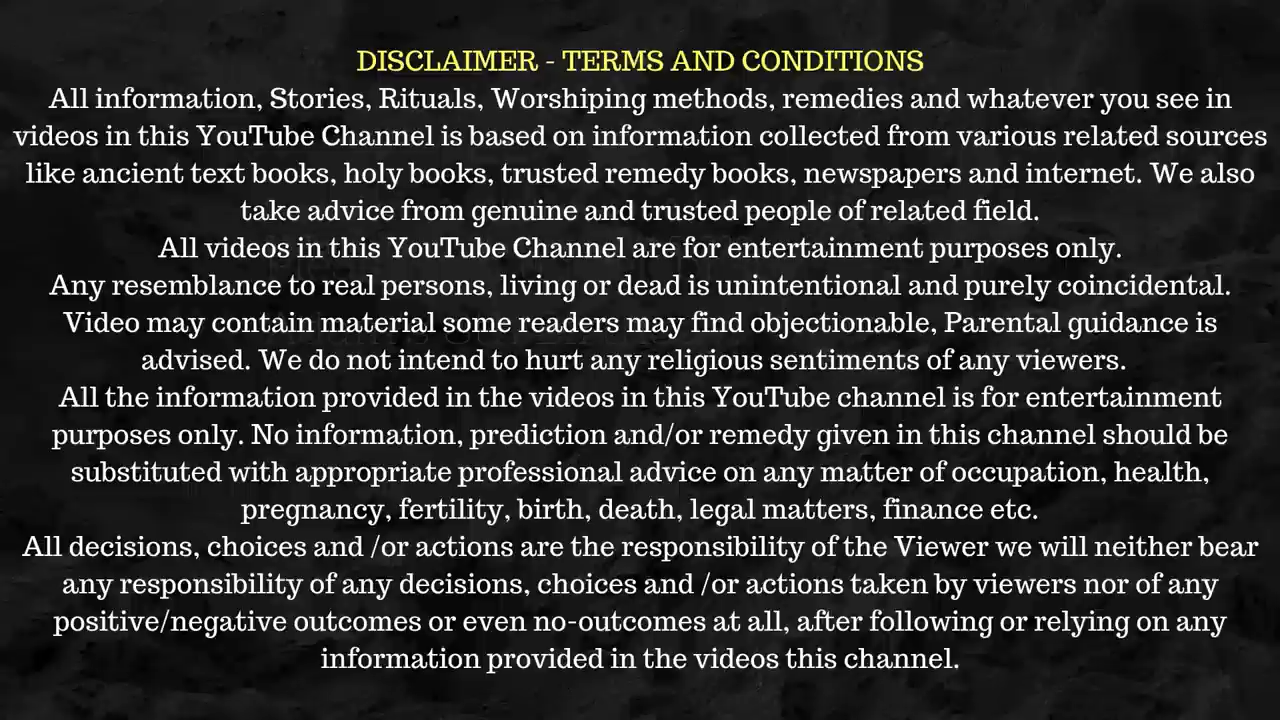 DISCLAIMER - TERMS AND CONDITIONS
All information, Stories, Rituals, Worshiping methods, remedies and whatever you see in
videos in this YouTube Channel is based on information collected from various related sources
like ancient text books, holy books, trusted remedy books, newspapers and internet. We also
take advice from genuine and trusted people of related field.
All videos in this YouTube Channel are for entertainment purposes only.
Any resemblance to real persons, living or dead is unintentional and purely coincidental.
Video may contain material some readers may find objectionable, Parental guidance is
advised. We do not intend to hurt any religious sentiments of any viewers.
All the information provided in the videos in this YouTube channel is for entertainment
purposes only. No information, prediction and/or remedy given in this channel should be
substituted with appropriate professional advice on any matter of occupation, health,
pregnancy, fertility, birth, death, legal matters, finance etc.
All decisions, choices and /or actions are the responsibility of the Viewer we will neither bear
any responsibility of any decisions, choices and /or actions taken by viewers nor of any
positive/negative outcomes or even no-outcomes at all, after following or relying on any
information provided in the videos this channel.